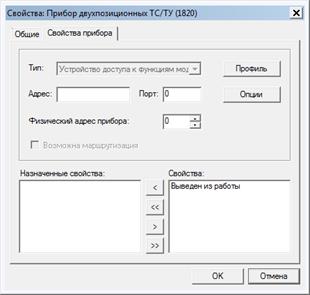 Свойства: Прибор двухпозиционных ТС/ТУ (1820)
Общие Свойства прибора
Тип: Устройство доступа к функциям мод Профиль
Адрес: Порт: 0 Опции
Физический адрес прибора: 0
Возможна маршрутизация
Назначенные свойства: Свойства:
< Выведен из работы
<<
>
>>
OK Отмена